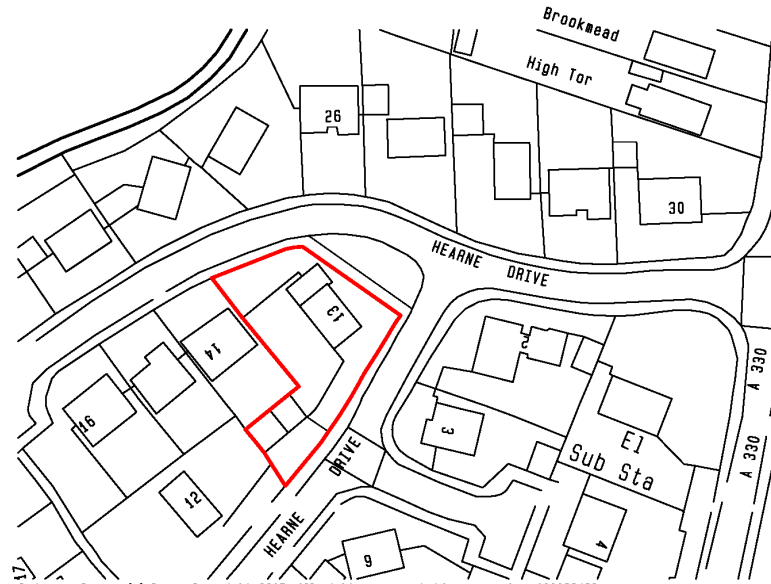 Brookmead
High Tor
26
30
HEARNE DRIVE
13
14
2
A 330
16
3
El
Sub Sta
A 330
DRIVE
12
HEARNE
4
9
17